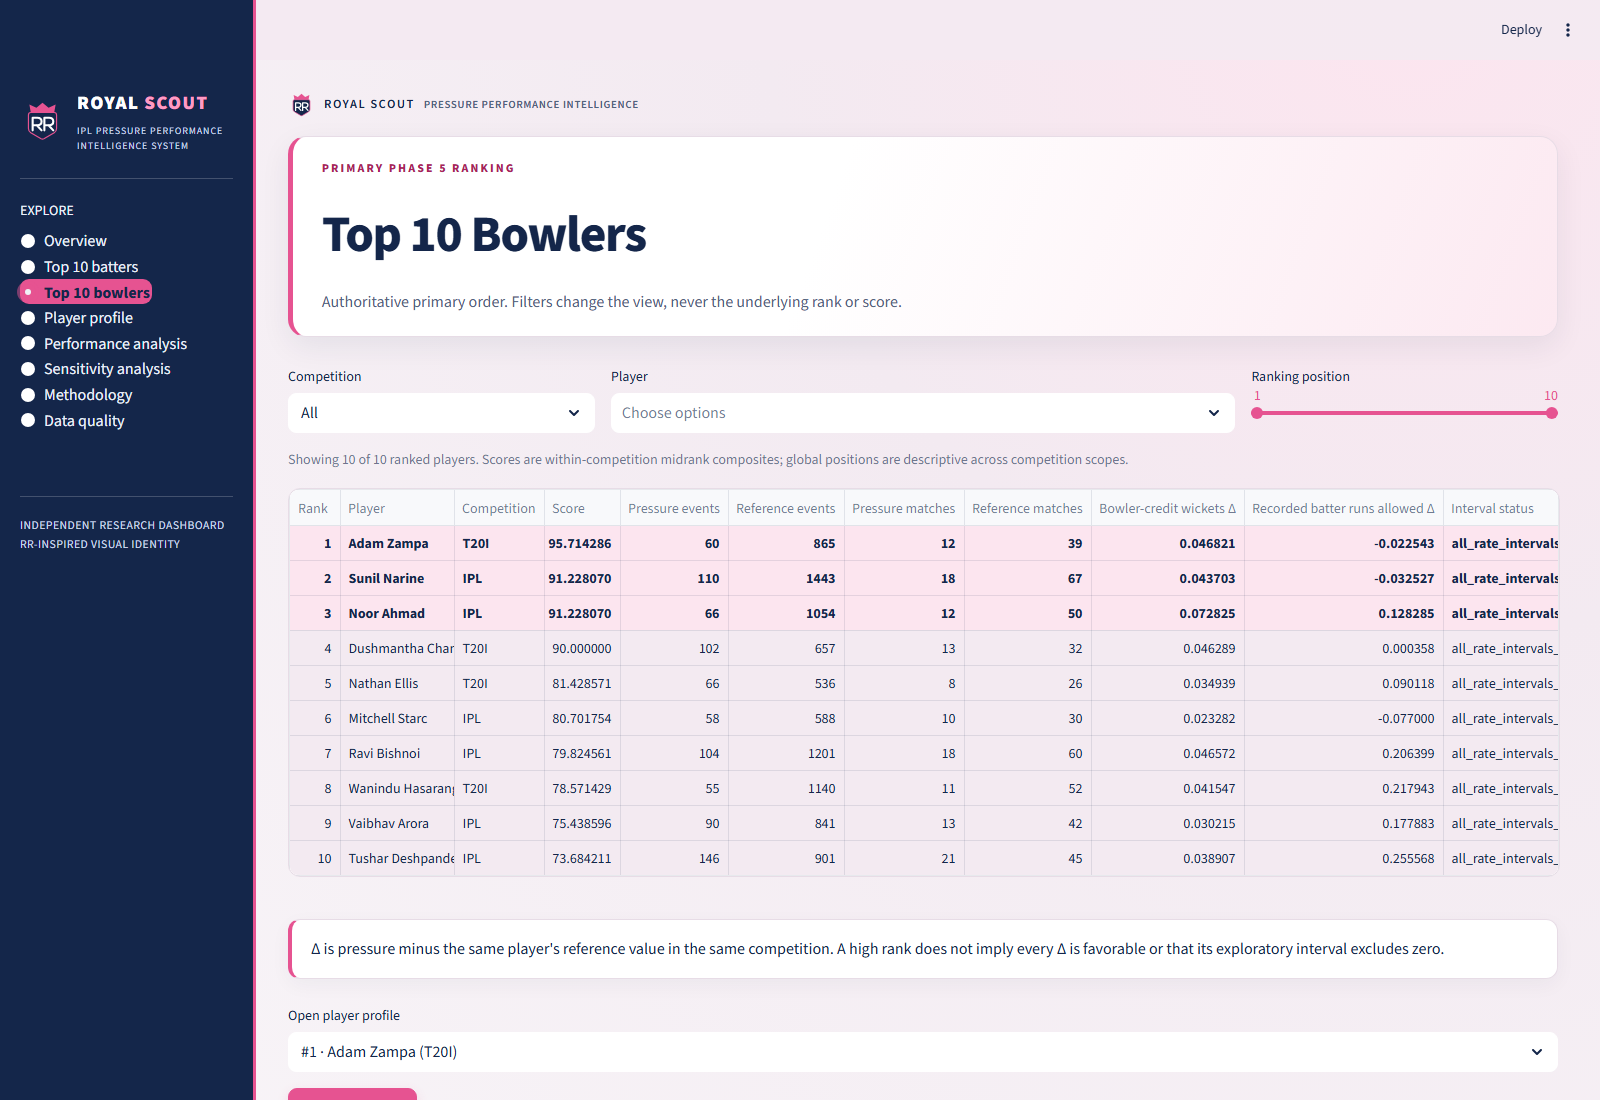 Deploy
RR
ROYAL SCOUT
IPL PRESSURE PERFORMANCE
INTELLIGENCE SYSTEM
EXPLORE
Overview
Top 10 batters
Top 10 bowlers
Player profile
Performance analysis
Sensitivity analysis
Methodology
Data quality
INDEPENDENT RESEARCH DASHBOARD
RR-INSPIRED VISUAL IDENTITY
RR ROYAL SCOUT PRESSURE PERFORMANCE INTELLIGENCE
PRIMARY PHASE 5 RANKING
Top 10 Bowlers
Authoritative primary order. Filters change the view, never the underlying rank or score.
Competition Player Ranking position
1 10
All Choose options
Showing 10 of 10 ranked players. Scores are within-competition midrank composites; global positions are descriptive across competition scopes.
Rank Player Competition Score Pressure events Reference events Pressure matches Reference matches Bowler-credit wickets Δ Recorded batter runs allowed Δ Interval status
1 Adam Zampa T20I 95.714286 60 865 12 39 0.046821 -0.022543 all_rate_intervals
2 Sunil Narine IPL 91.228070 110 1443 18 67 0.043703 -0.032527 all_rate_intervals
3 Noor Ahmad IPL 91.228070 66 1054 12 50 0.072825 0.128285 all_rate_intervals
4 Dushmantha Char T20I 90.000000 102 657 13 32 0.046289 0.000358 all_rate_intervals_
5 Nathan Ellis T20I 81.428571 66 536 8 26 0.034939 0.090118 all_rate_intervals_
6 Mitchell Starc IPL 80.701754 58 588 10 30 0.023282 -0.077000 all_rate_intervals_
7 Ravi Bishnoi IPL 79.824561 104 1201 18 60 0.046572 0.206399 all_rate_intervals_
8 Wanindu Hasarang T20I 78.571429 55 1140 11 52 0.041547 0.217943 all_rate_intervals_
9 Vaibhav Arora IPL 75.438596 90 841 13 42 0.030215 0.177883 all_rate_intervals_
10 Tushar Deshpande IPL 73.684211 146 901 21 45 0.038907 0.255568 all_rate_intervals_
Δ is pressure minus the same player's reference value in the same competition. A high rank does not imply every Δ is favorable or that its exploratory interval excludes zero.
Open player profile
#1 · Adam Zampa (T20I)